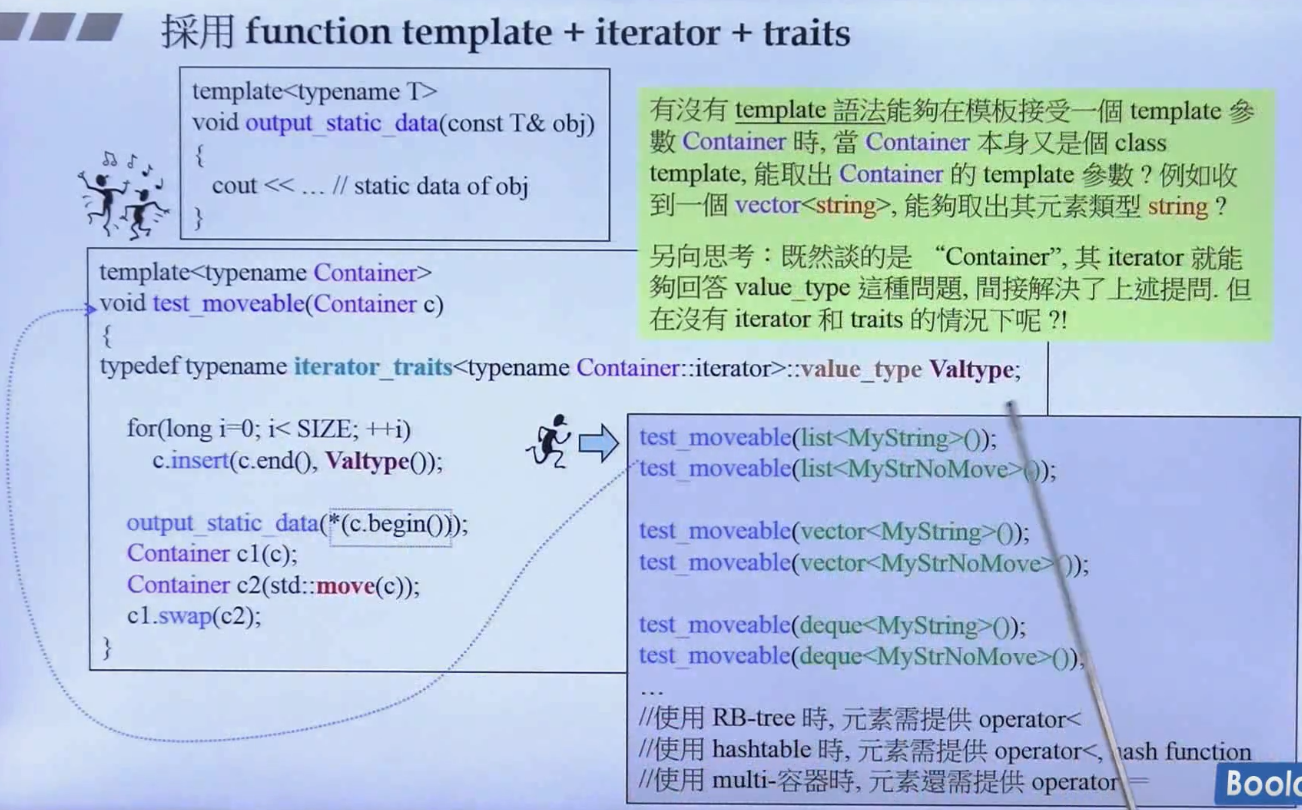 採用 function template + iterator + traits
template<typename T>
void output_static_data(const T& obj)
{
cout << … // static data of obj
}
有沒有 template 語法能夠在模板接受一個 template 參
數 Container 時, 當 Container 本身又是個 class
template, 能取出 Container 的 template 參數 ? 例如收
到一個 vector<string>, 能夠取出其元素類型 string ?
另向思考：既然談的是 “Container”, 其 iterator 就能
夠回答 value_type 這種問題, 間接解決了上述提問. 但
在沒有 iterator 和 traits 的情況下呢 ?!
template<typename Container>
void test_moveable(Container c)
{
typedef typename iterator_traits<typename Container::iterator>::value_type Valtype;
for(long i=0; i< SIZE; ++i)
c.insert(c.end(), Valtype());
output_static_data(*(c.begin()));
Container c1(c);
Container c2(std::move(c));
c1.swap(c2);
}
test_moveable(list<MyString>());
test_moveable(list<MyStrNoMove>());
test_moveable(vector<MyString>());
test_moveable(vector<MyStrNoMove>());
test_moveable(deque<MyString>());
test_moveable(deque<MyStrNoMove>());
…
//使用 RB-tree 時, 元素需提供 operator<
//使用 hashtable 時, 元素需提供 operator<, hash function
//使用 multi-容器時, 元素還需提供 operator ==